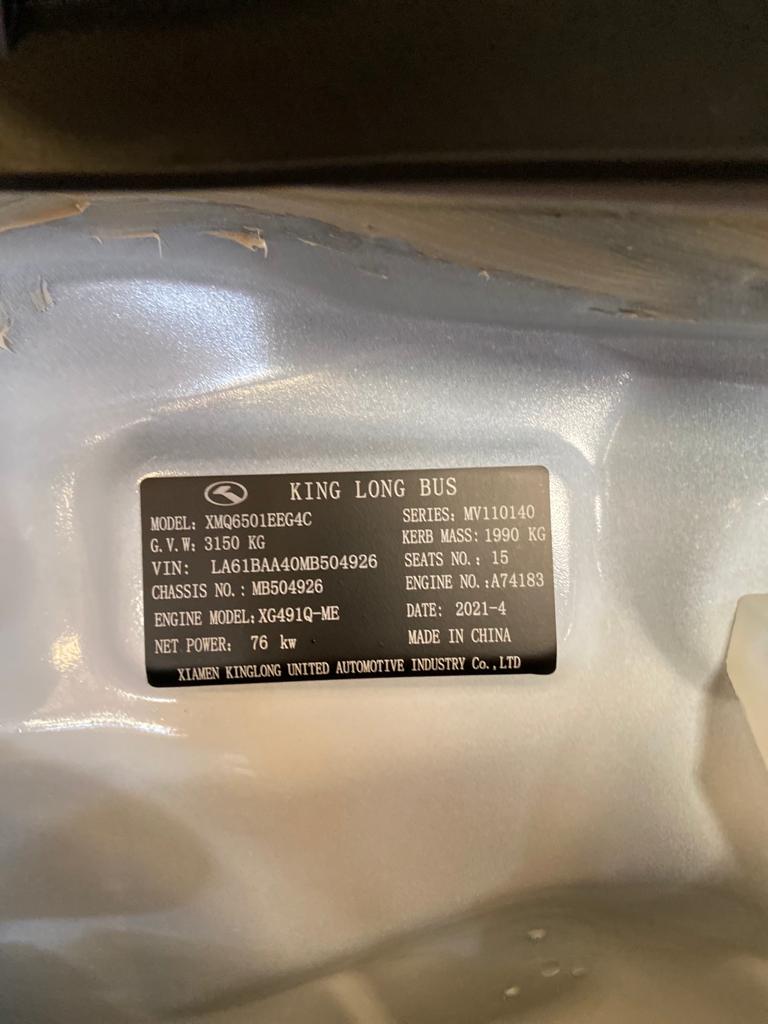 KING LONG BUS
MODEL: XMQ6501EEG4C SERIES: MV110140
G.V.W: 3150 KG KERB MASS: 1990 KG
VIN: LA61BAA40MB504926 SEATS NO.: 15
CHASSIS NO.: MB504926 ENGINE NO.:A74183
ENGINE MODEL: XG491Q-ME DATE: 2021-4
NET POWER: 76 kw MADE IN CHINA
XIAMEN KINGLONG UNITED AUTOMOTIVE INDUSTRY Co.,LTD